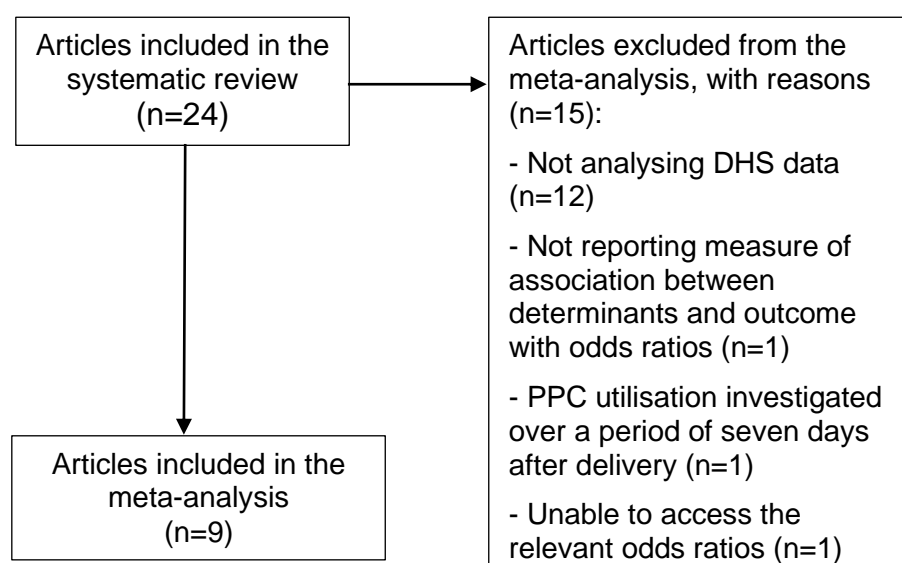 Articles included in the
systematic review
(n=24)
Articles excluded from the
meta-analysis, with reasons
(n=15):
- Not analysing DHS data
(n=12)
- Not reporting measure of
association between
determinants and outcome
with odds ratios (n=1)
- PPC utilisation investigated
over a period of seven days
after delivery (n=1)
- Unable to access the
relevant odds ratios (n=1)
Articles included in the
meta-analysis
(n=9)